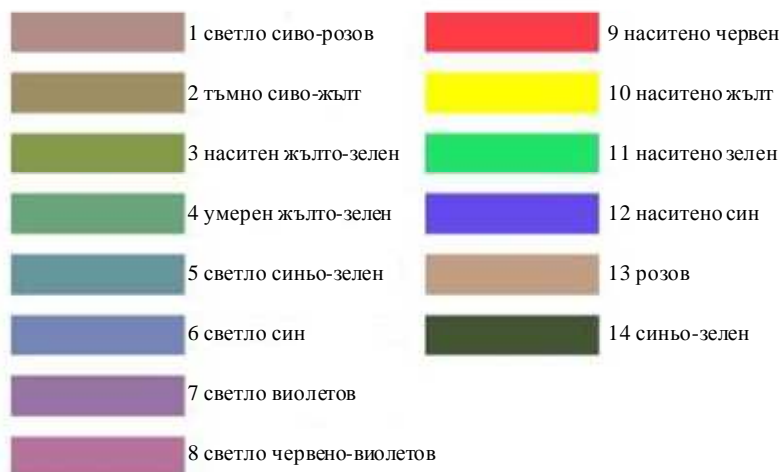 1 светло сиво-розов
2 тъмно сиво-жълт
3 наситен жълто-зелен
4 умерен жълто-зелен
5 светло синьо-зелен
6 светло син
7 светло виолетов
8 светло червено-виолетов
9 наситено червен
10 наситено жълт
11 наситено зелен
12 наситено син
13 розов
14 синьо-зелен